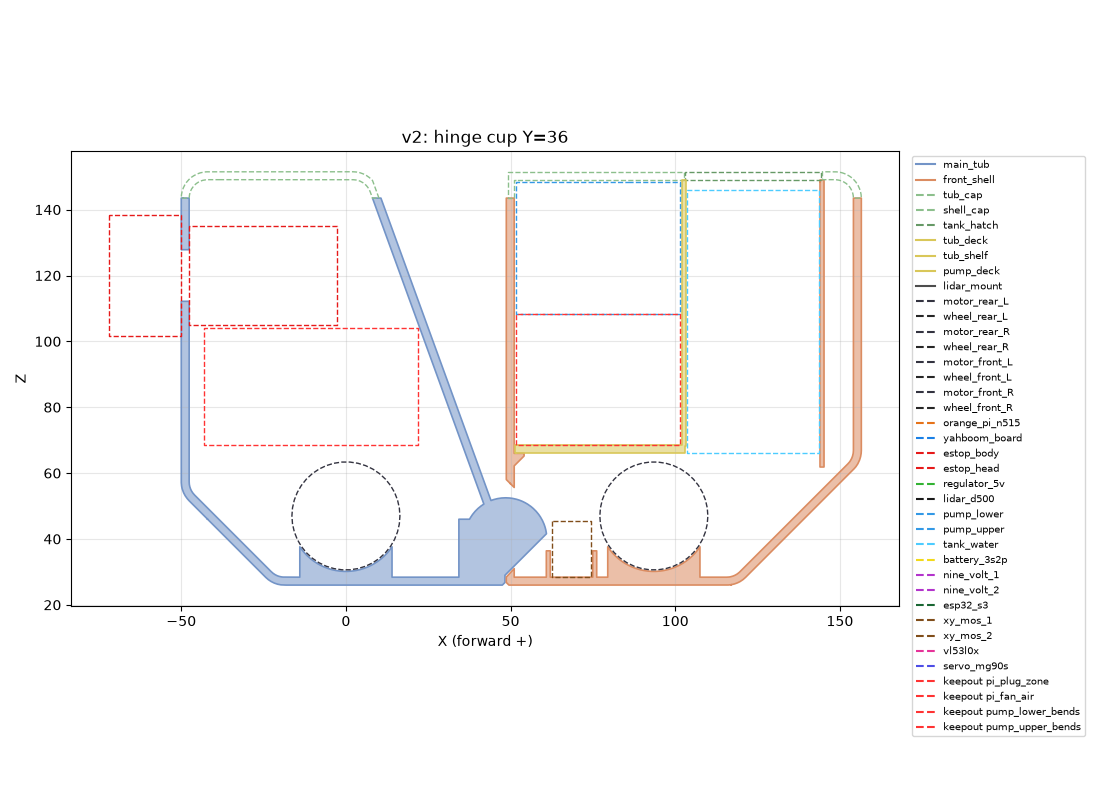 v2: hinge cup Y=36
Z
140
120
100
80
60
40
20
−50
0
50
100
150
X (forward +)
main_tub
front_shell
tub_cap
shell_cap
tank_hatch
tub_deck
tub_shelf
pump_deck
lidar_mount
motor_rear_L
wheel_rear_L
motor_rear_R
wheel_rear_R
motor_front_L
wheel_front_L
motor_front_R
wheel_front_R
orange_pi_n515
yahboom_board
estop_body
estop_head
regulator_5v
lidar_d500
pump_lower
pump_upper
tank_water
battery_3s2p
nine_volt_1
nine_volt_2
esp32_s3
xy_mos_1
xy_mos_2
vl53l0x
servo_mg90s
keepout pi_plug_zone
keepout pi_fan_air
keepout pump_lower_bends
keepout pump_upper_bends